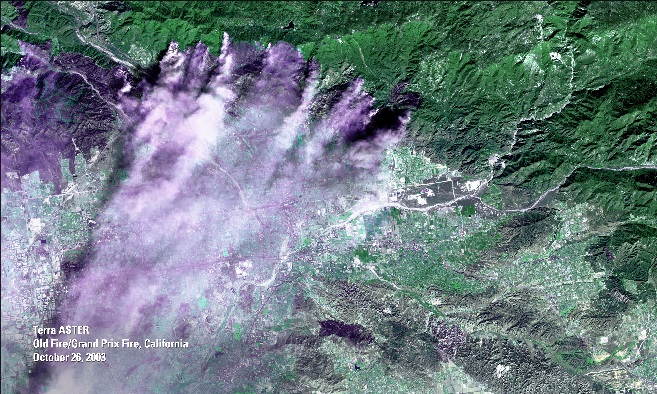 Terra ASTER
Old Fire/Grand Prix Fire, California
October 26, 2003